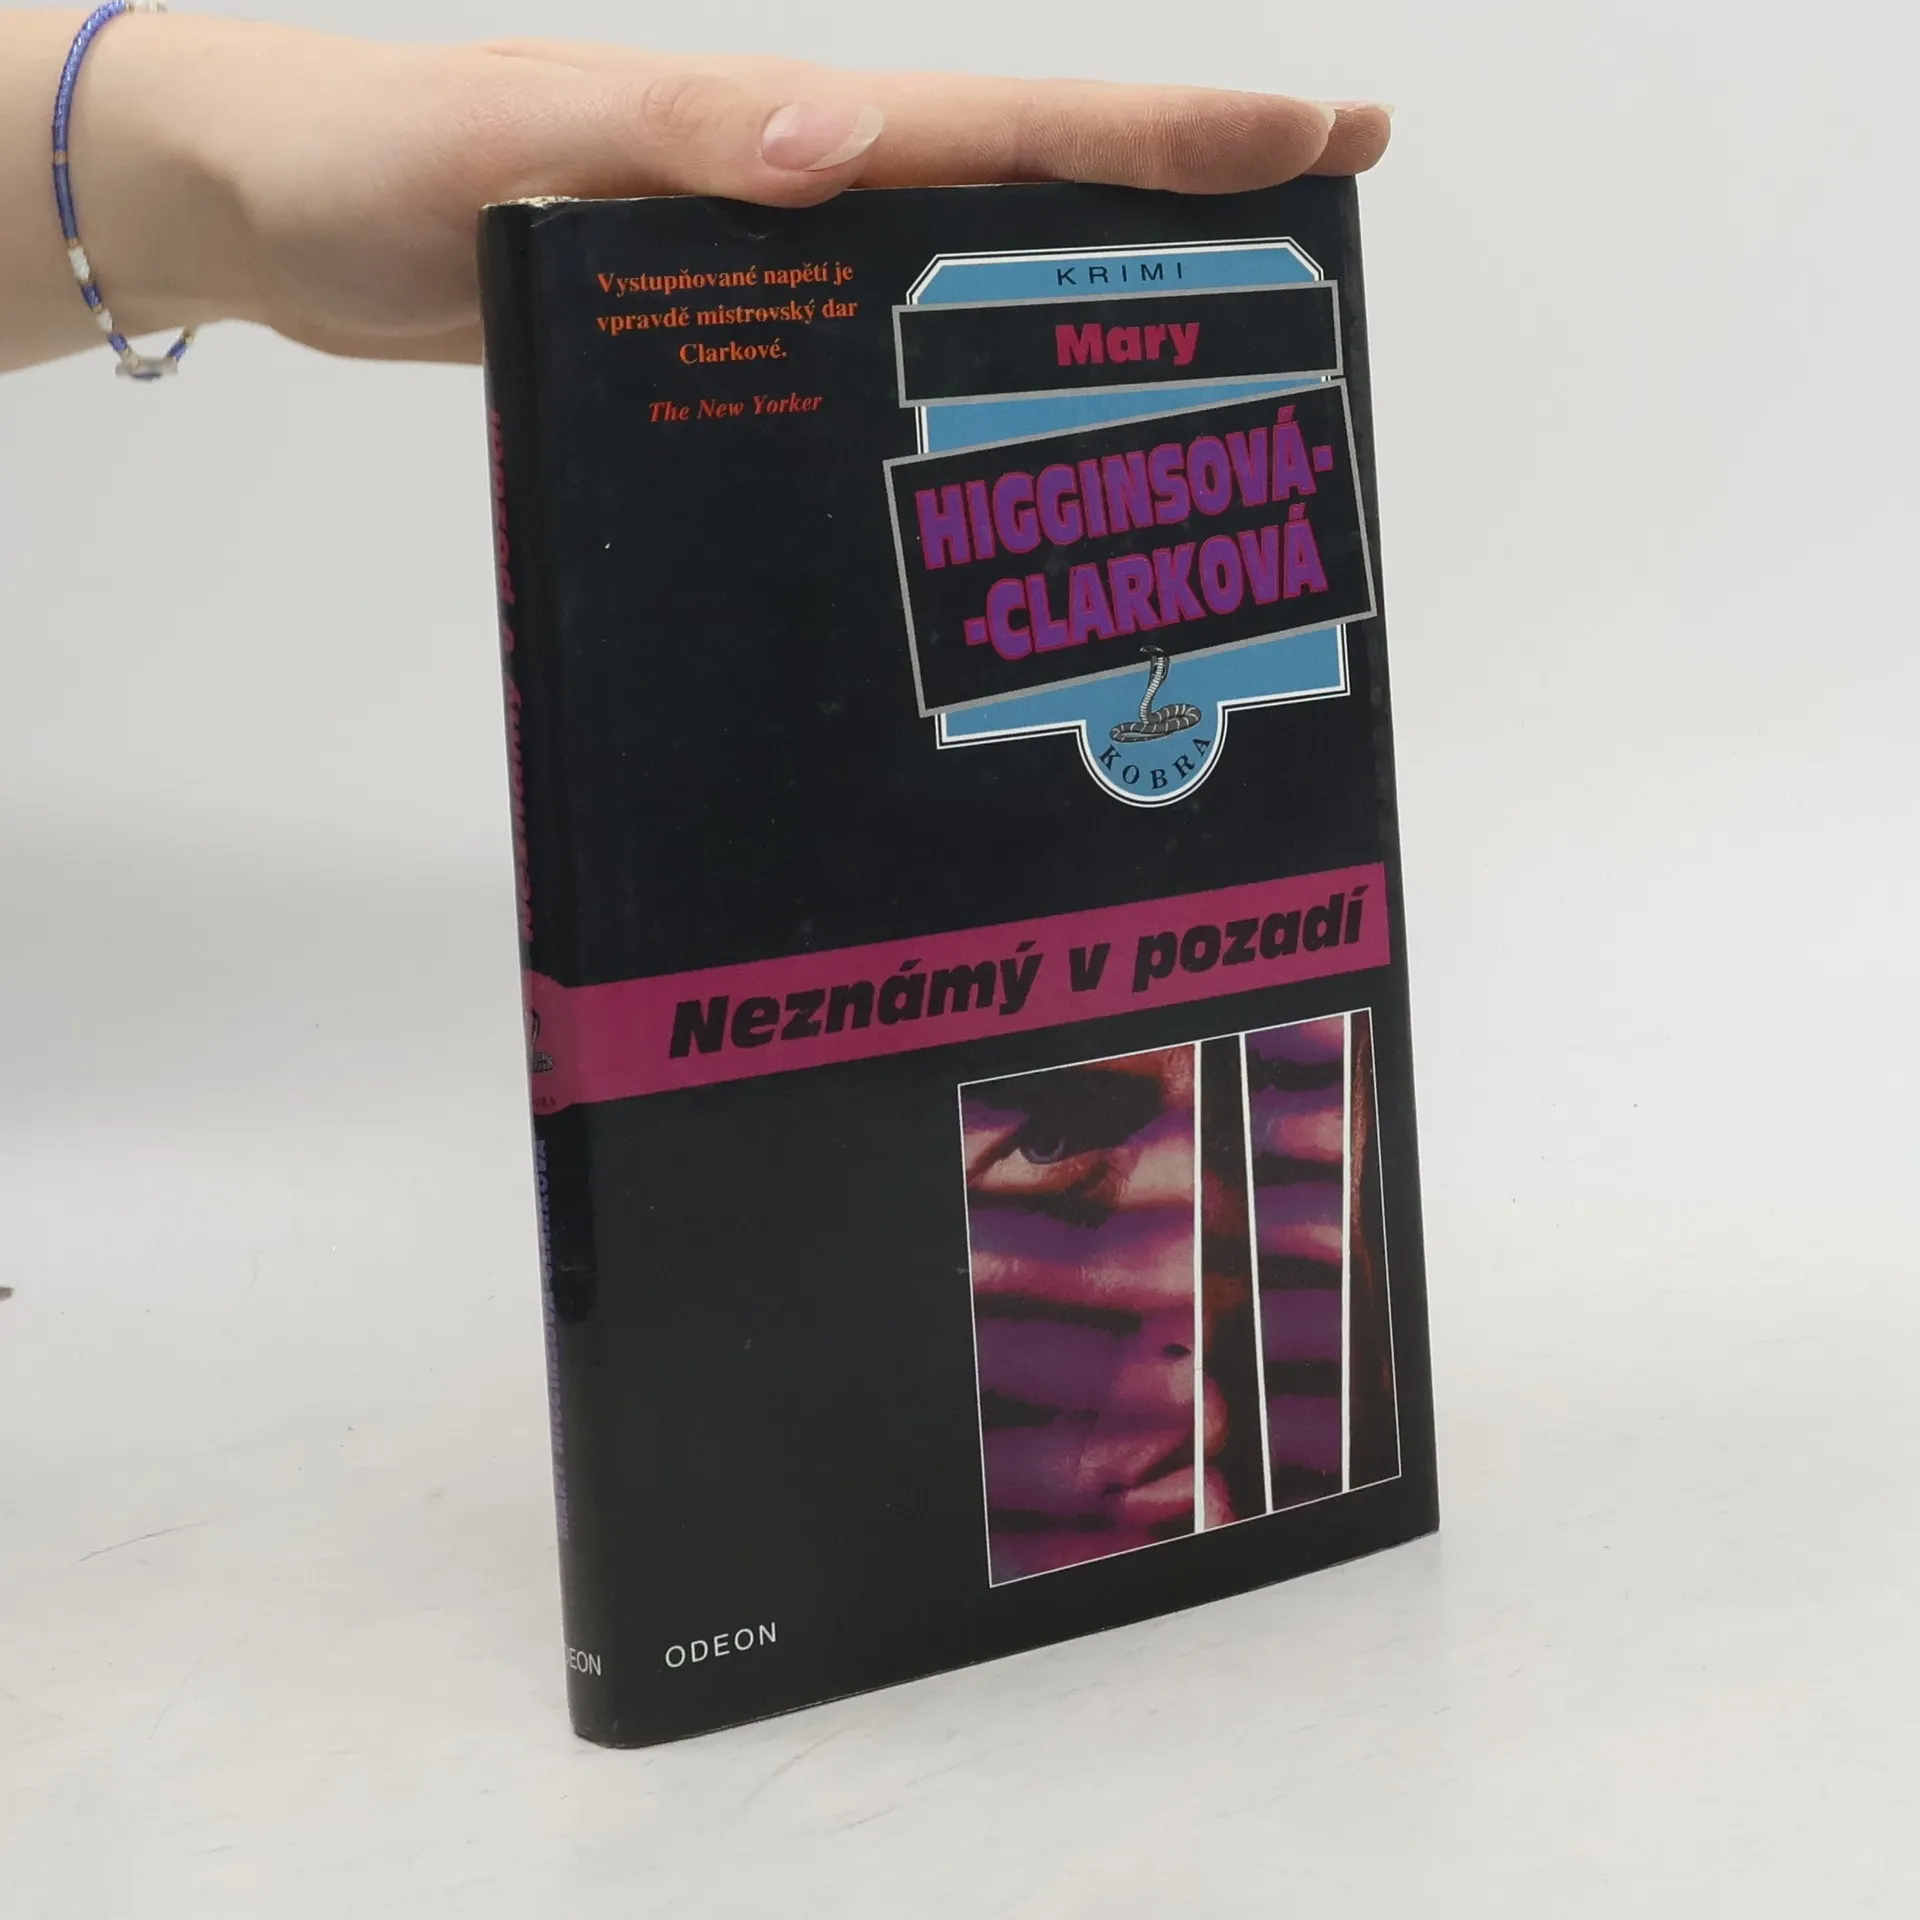 Vystupňované napětí je
vpravdě mistrovský dar
Clarkové.
The New Yorker
KRIMI
Mary
HIGGINSOVÁ-
-CLARKOVÁ
KOBRA
Neznámý v pozadí
ODEON